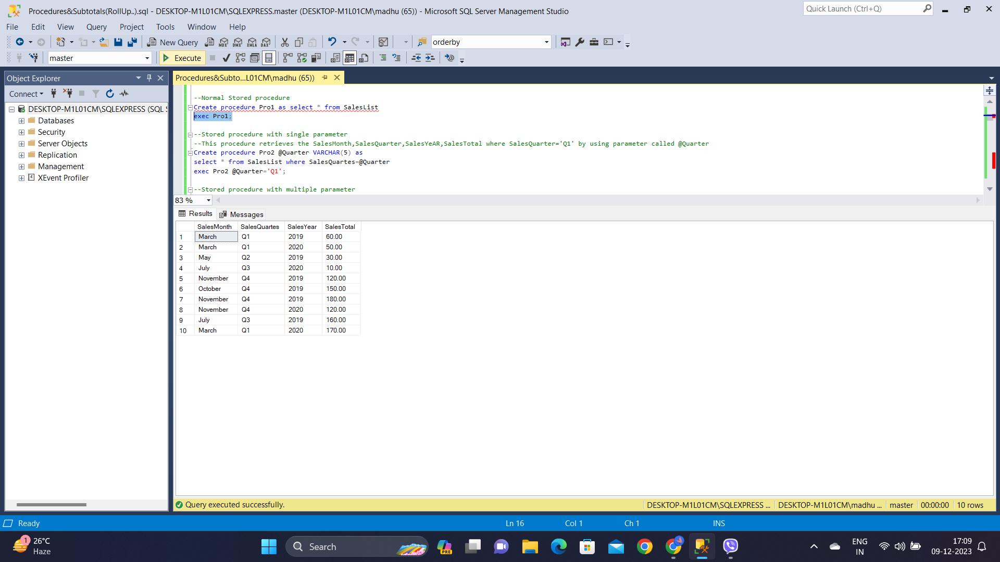 Procedures&Subtotals(RollUp..).sql - DESKTOP-M1L01CM\SQLEXPRESS.master (DESKTOP-M1L01CM\madhu (65)) - Microsoft SQL Server Management Studio
Quick Launch (Ctrl+Q)
File Edit View Query Project Tools Window Help
New Query MDX DMX XMLA DAX orderby
master Execute
Object Explorer
Procedures&Subto...L01CM\madhu (65))
Connect
DESKTOP-M1L01CM\SQLEXPRESS (SQL S
Databases
Security
Server Objects
Replication
Management
XEvent Profiler
--Normal Stored procedure
Create procedure Pro1 as select * from SalesList
exec Pro1;
--Stored procedure with single parameter
--This procedure retrieves the SalesMonth,SalesQuarter,SalesYeAR,SalesTotal where SalesQuarter='Q1' by using parameter called @Quarter
Create procedure Pro2 @Quarter VARCHAR(5) as
select * from SalesList where SalesQuartes=@Quarter
exec Pro2 @Quarter='Q1';
--Stored procedure with multiple parameter
83 %
Results Messages
SalesMonth SalesQuartes SalesYear SalesTotal
1 March Q1 2019 60.00
2 March Q1 2020 50.00
3 May Q2 2019 30.00
4 July Q3 2020 10.00
5 November Q4 2019 120.00
6 October Q4 2019 150.00
7 November Q4 2019 180.00
8 November Q4 2020 120.00
9 July Q3 2019 160.00
10 March Q1 2020 170.00
Query executed successfully. DESKTOP-M1L01CM\SQLEXPRESS ... DESKTOP-M1L01CM\madhu ... master 00:00:00 10 rows
Ready Ln 16 Col 1 Ch 1 INS
1 26°C
Haze
Search
PRE
ENG
IN
17:09
09-12-2023